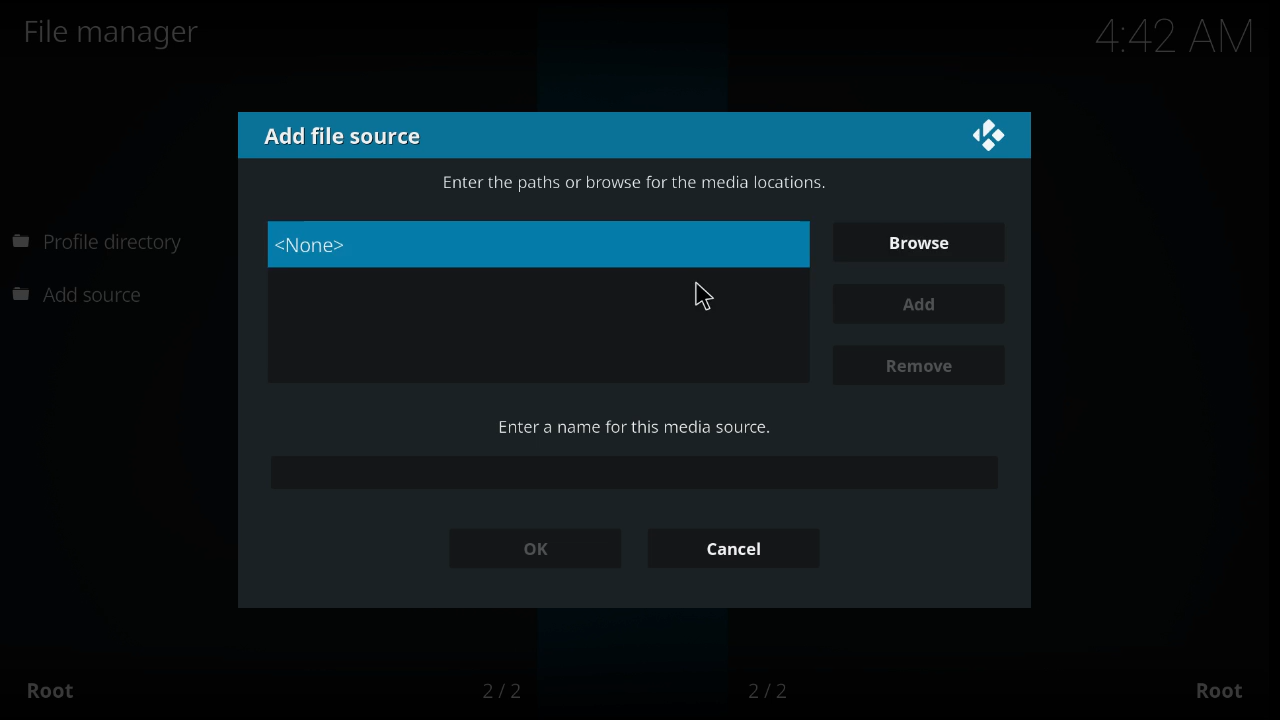 File manager
4:42 AM
Add file source
Enter the paths or browse for the media locations.
<None>
Browse
Profile directory
Add source
Add
Remove
Enter a name for this media source.
OK
Cancel
Root
2 / 2
2 / 2
Root